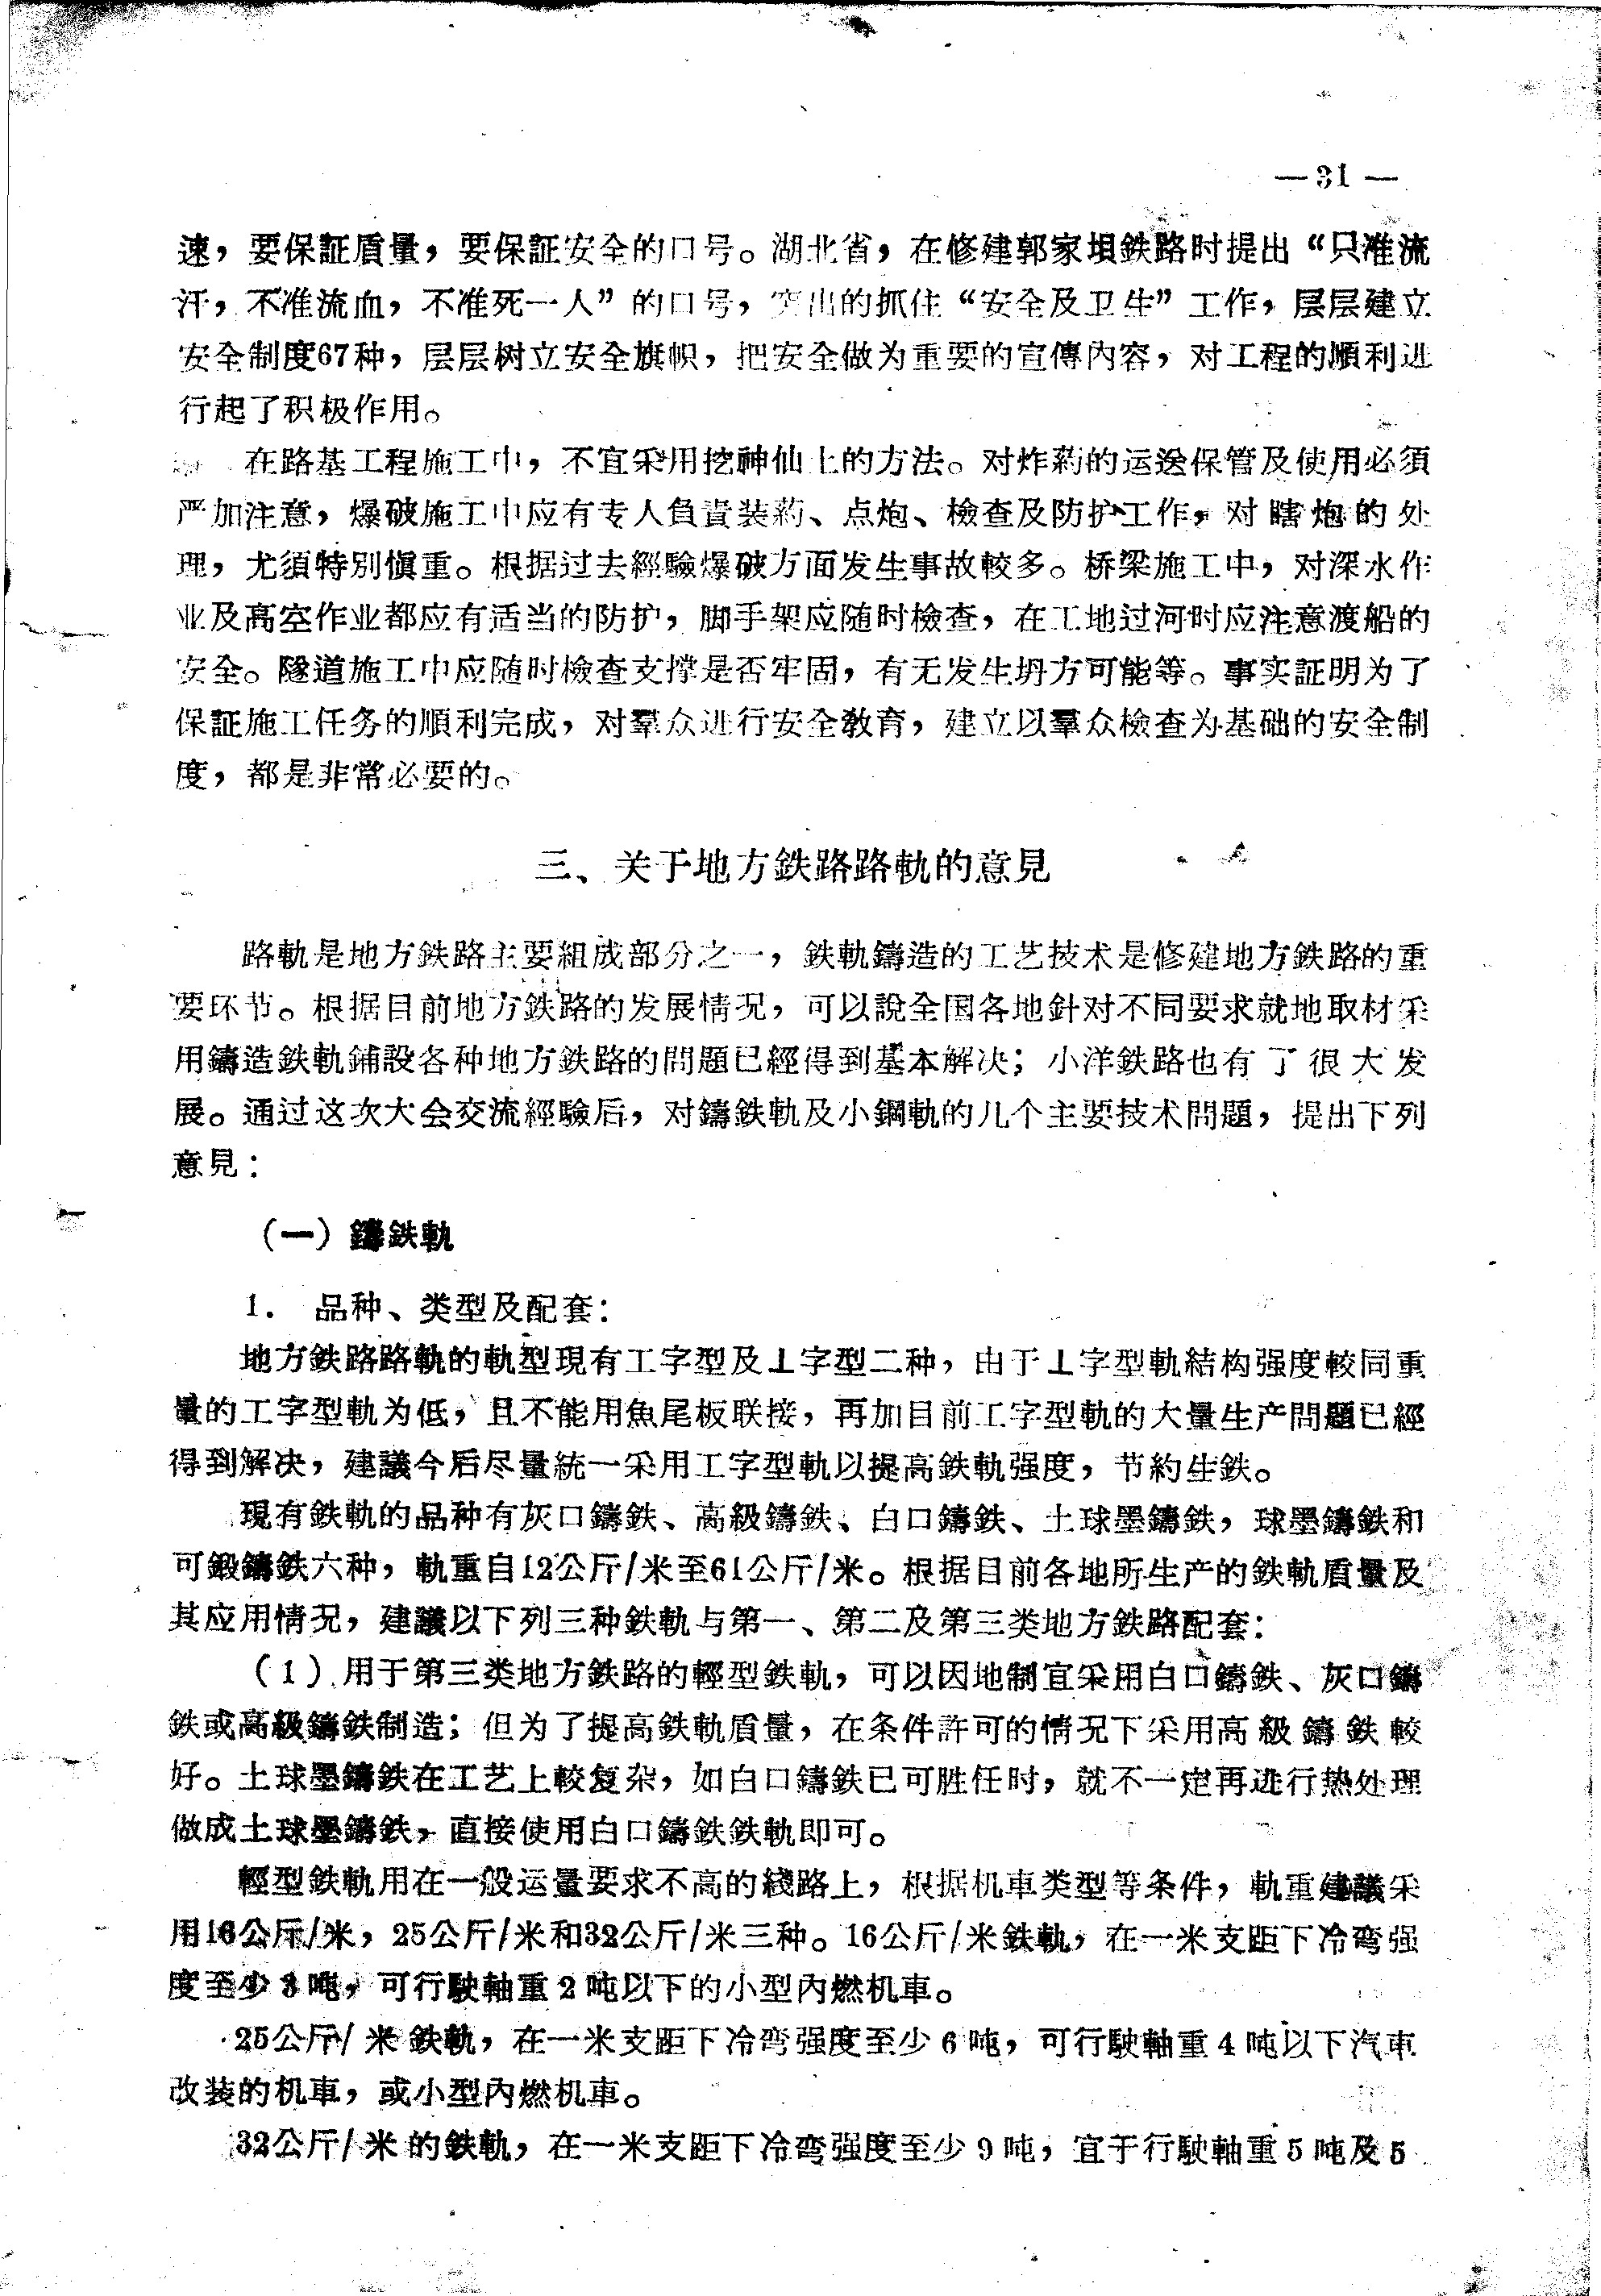 —31—
速，要保証盾量，要保証安全的口号。湖北省，在修建郭家垻鉄路时提出“只准流
汗，不准流血，不准死一人”的口号，突出的抓住“安全及卫生”工作，层层建立
安全制度67种，层层树立安全旗帜，把安全做为重要的宣傳內容，对工程的順利进
行起了积极作用。
在路基工程施工中，不宜采用挖神仙土的方法。对炸葯的运送保管及使用必須
严加注意，爆破施工中应有专人負責装葯、点炮、檢查及防护工作，对瞎炮的处
理，尤須特別愼重。根据过去經驗爆破方面发生事故較多。桥梁施工中，对深水作
业及高空作业都应有适当的防护，脚手架应随时檢查，在工地过河时应注意渡船的
安全。隧道施工中应随时檢查支撑是否牢固，有无发生坍方可能等。事实証明为了
保証施工任务的順利完成，对羣众进行安全教育，建立以羣众檢查为基础的安全制
度，都是非常必要的。
三、关于地方鉄路路軌的意見
路軌是地方鉄路主要組成部分之一，鉄軌鑄造的工艺技术是修建地方鉄路的重
要环节。根据目前地方鉄路的发展情况，可以說全国各地針对不同要求就地取材采
用鑄造鉄軌鋪設各种地方鉄路的問題已經得到基本解决；小洋鉄路也有了很大发
展。通过这次大会交流經驗后，对鑄鉄軌及小鋼軌的几个主要技术問題，提出下列
意見：
（一）鑄鉄軌
1. 品种、类型及配套：
地方鉄路路軌的軌型現有工字型及⊥字型二种，由于⊥字型軌結构强度較同重
量的工字型軌为低，且不能用魚尾板联接，再加目前工字型軌的大量生产問題已經
得到解决，建議今后尽量統一采用工字型軌以提高鉄軌强度，节約生鉄。
現有鉄軌的品种有灰口鑄鉄、高級鑄鉄、白口鑄鉄、土球墨鑄鉄，球墨鑄鉄和
可鍛鑄鉄六种，軌重自12公斤/米至61公斤/米。根据目前各地所生产的鉄軌盾量及
其应用情况，建議以下列三种鉄軌与第一、第二及第三类地方鉄路配套：
（1）用于第三类地方鉄路的輕型鉄軌，可以因地制宜采用白口鑄鉄、灰口鑄
鉄或高級鑄鉄制造；但为了提高鉄軌盾量，在条件許可的情况下采用高級鑄鉄較
好。土球墨鑄鉄在工艺上較复杂，如白口鑄鉄已可胜任时，就不一定再进行热处理
做成土球墨鑄鉄，直接使用白口鑄鉄鉄軌即可。
輕型鉄軌用在一般运量要求不高的綫路上，根据机車类型等条件，軌重建議采
用16公斤/米，25公斤/米和32公斤/米三种。16公斤/米鉄軌，在一米支距下冷弯强
度至少3吨，可行駛軸重2吨以下的小型內燃机車。
25公斤/米鉄軌，在一米支距下冷弯强度至少6吨，可行駛軸重4吨以下汽車
改装的机車，或小型內燃机車。
32公斤/米的鉄軌，在一米支距下冷弯强度至少9吨，宜于行駛軸重5吨及5